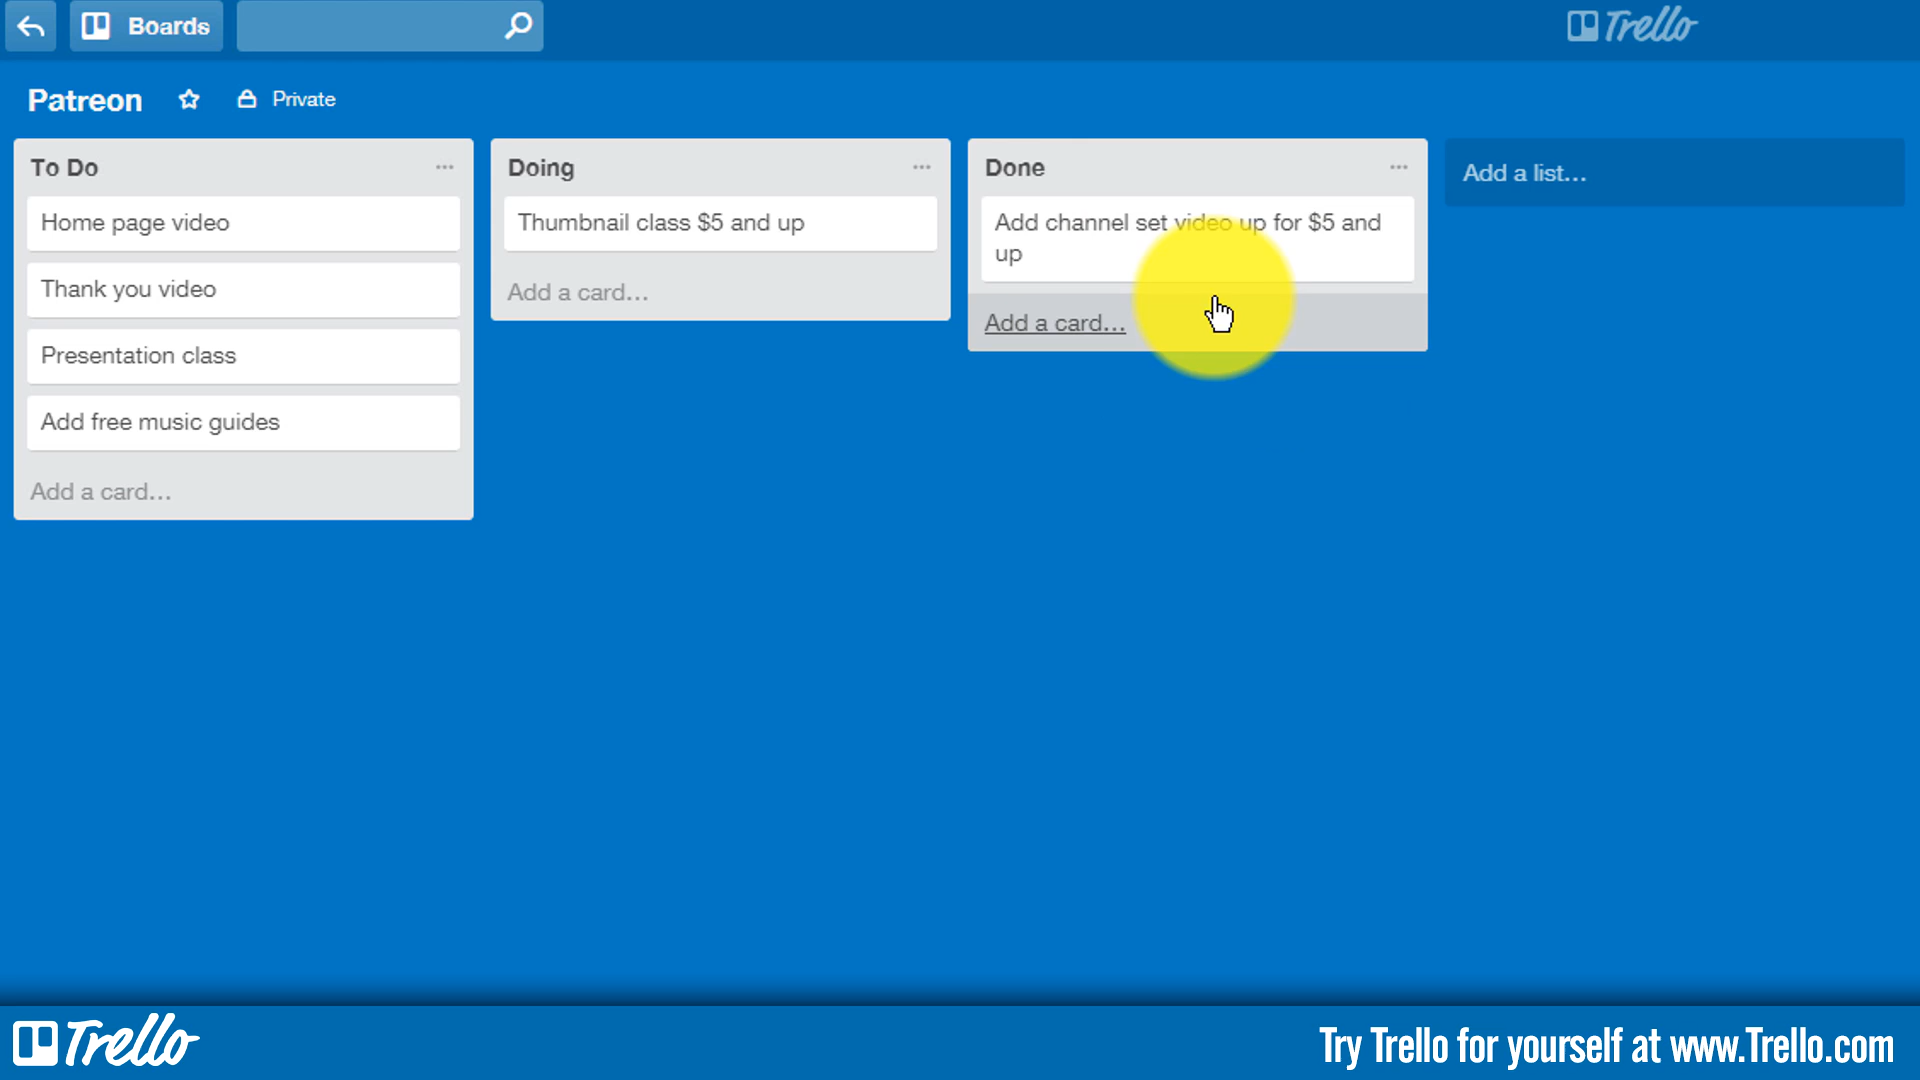 Boards
Trello
Patreon
Private
To Do
Home page video
Thank you video
Presentation class
Add free music guides
Add a card...
Doing
Thumbnail class $5 and up
Add a card...
Done
Add channel set video up for $5 and
up
Add a card...
Add a list...
Trello
Try Trello for yourself at www.Trello.com